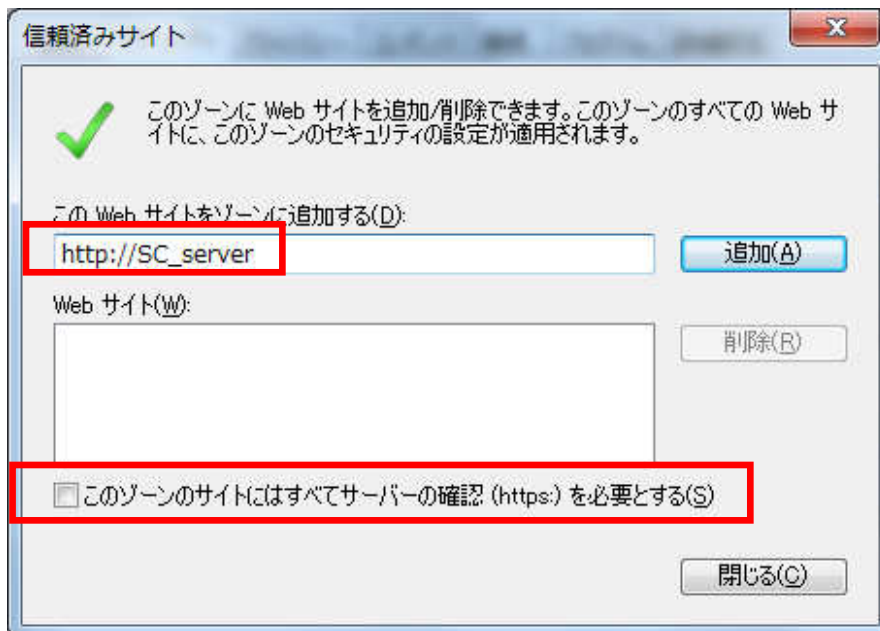 信頼済みサイト
このゾーンに Web サイトを追加/削除できます。このゾーンのすべての Web サ
イトに、このゾーンのセキュリティの設定が適用されます。
この Web サイトをゾーンに追加する(D):
http://SC_server
追加(A)
Web サイト(W):
削除(R)
このゾーンのサイトにはすべてサーバーの確認 (https:) を必要とする(S)
閉じる(C)